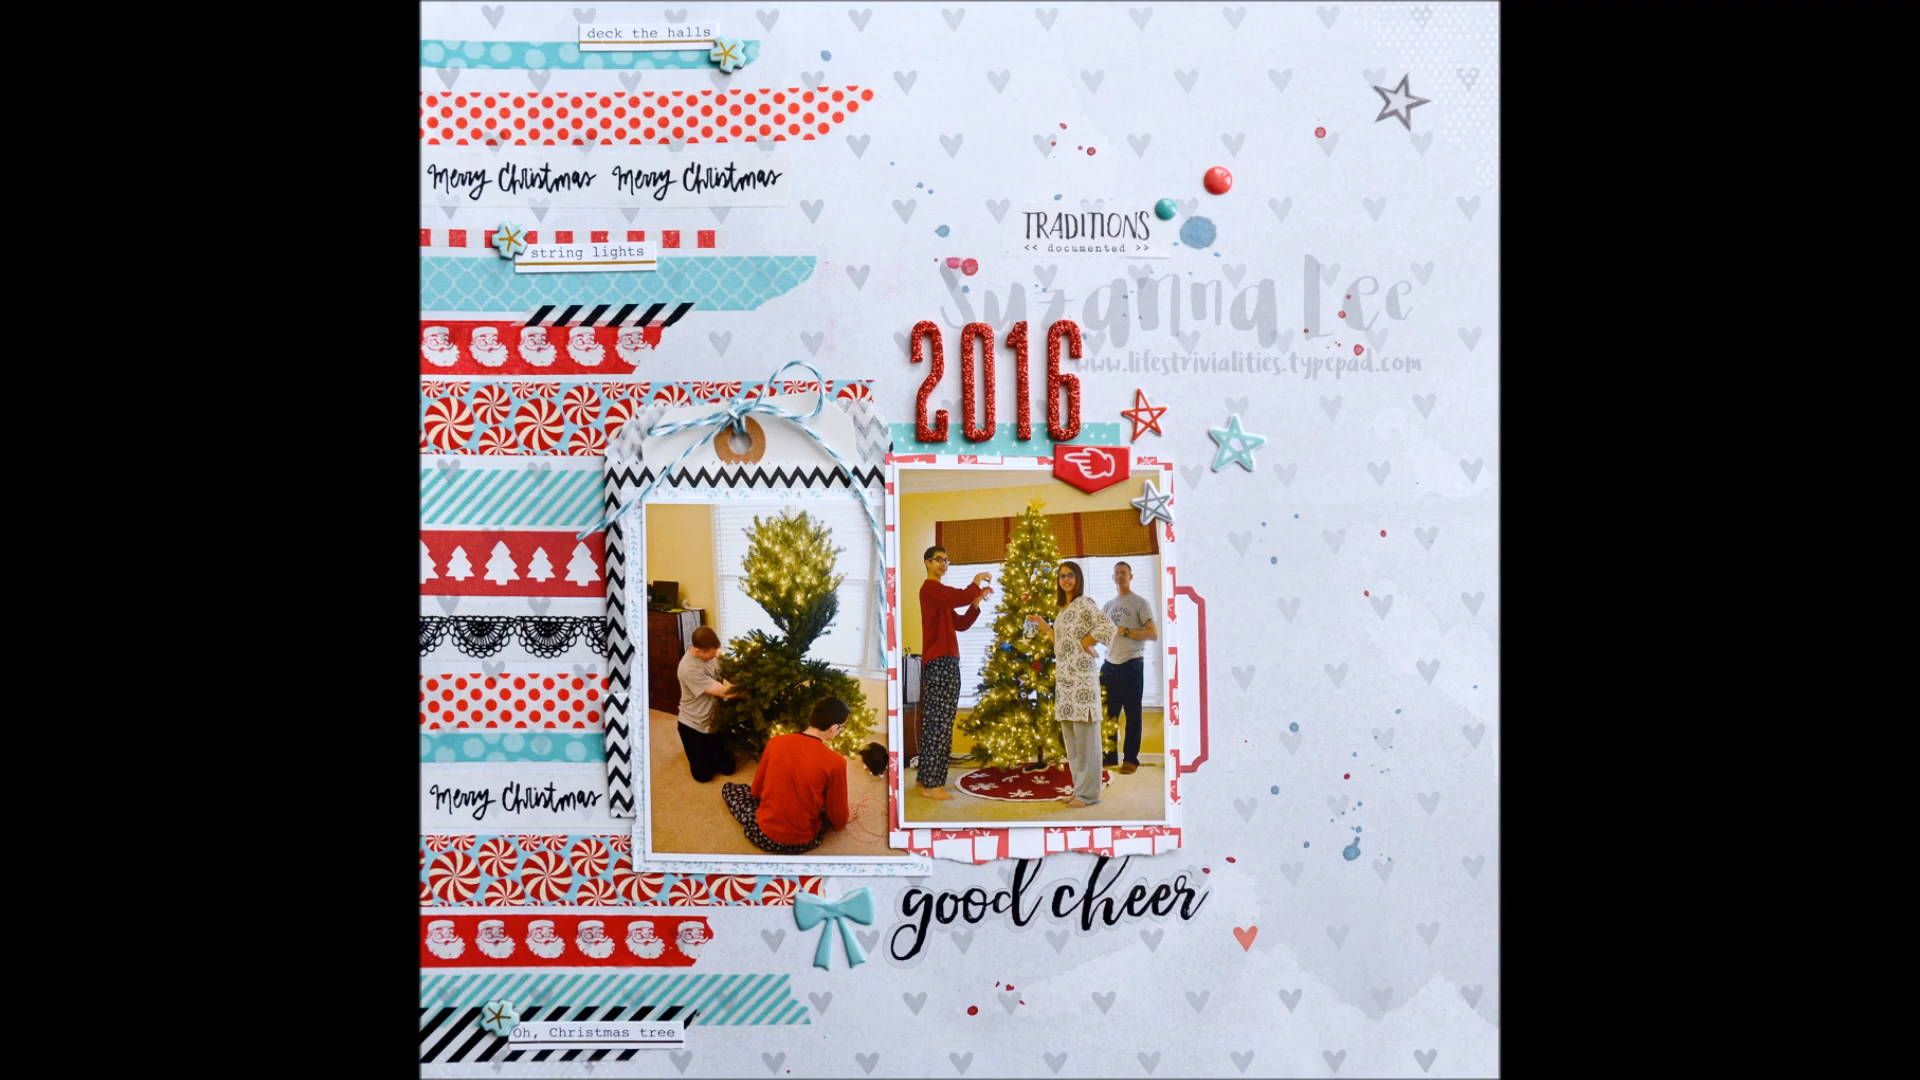 deck the halls
Merry Christmas Merry Christmas
string lights
TRADITIONS
<< documented >>
Suzanna Lee
www.lifestrivialities.typepad.com
2016
Merry Christmas
good cheer
Oh, Christmas tree